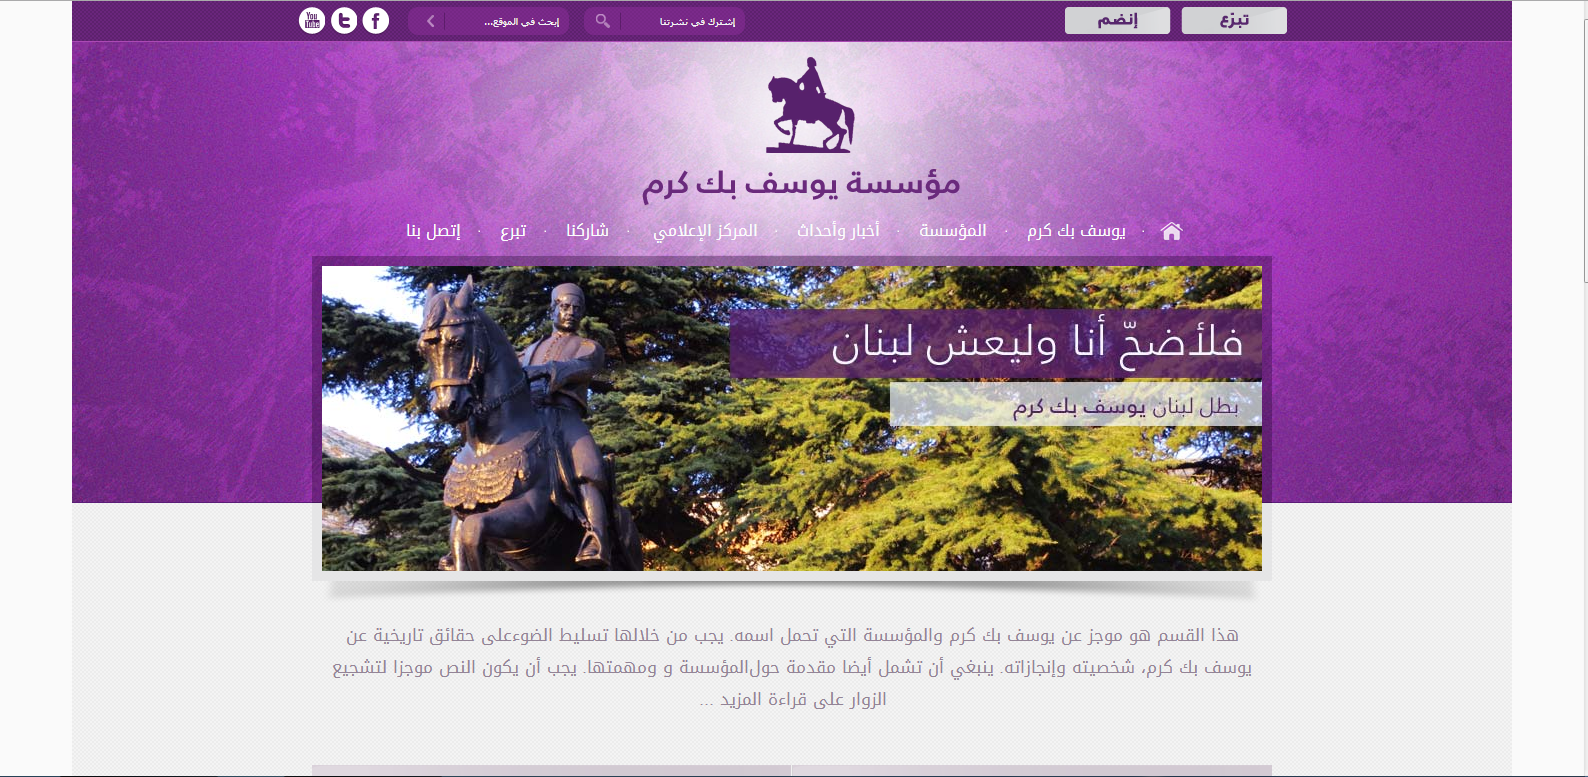 تبرّع
إنضم
إشترك في نشرتنا
إبحث في الموقع...
You
Tube
مؤسسة يوسف بك كرم
يوسف بك كرم · المؤسسة · أخبار وأحداث · المركز الإعلامي · شاركنا · تبرع · إتصل بنا
فلأضحّ أنا وليعش لبنان
بطل لبنان يوسف بك كرم
هذا القسم هو موجز عن يوسف بك كرم والمؤسسة التي تحمل اسمه. يجب من خلالها تسليط الضوءعلى حقائق تاريخية عن
يوسف بك كرم، شخصيته وإنجازاته. ينبغي أن تشمل أيضا مقدمة حول‌المؤسسة و ومهمتها. يجب أن يكون النص موجزا لتشجيع
الزوار على قراءة المزيد ...